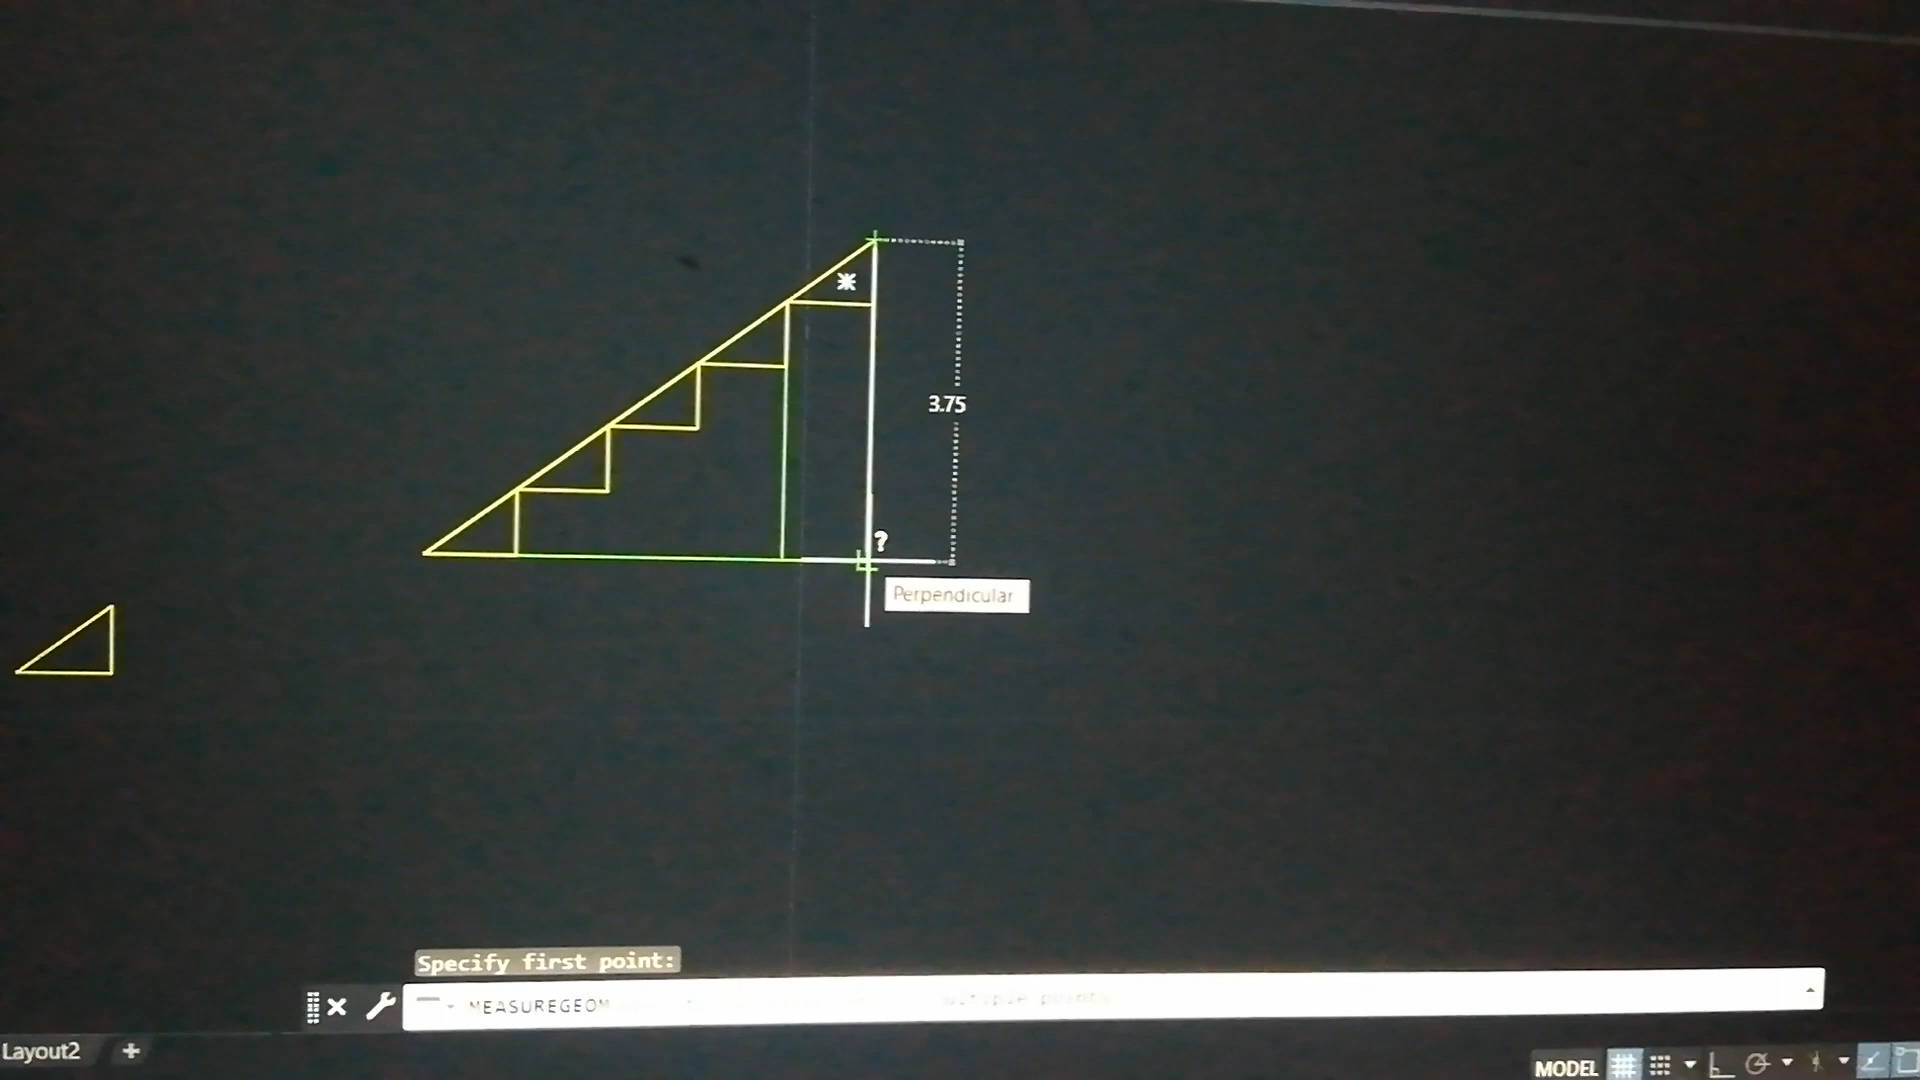 3.75
?
Perpendicular
Specify first point:
MEASUREGEOM
Layout2 +
MODEL